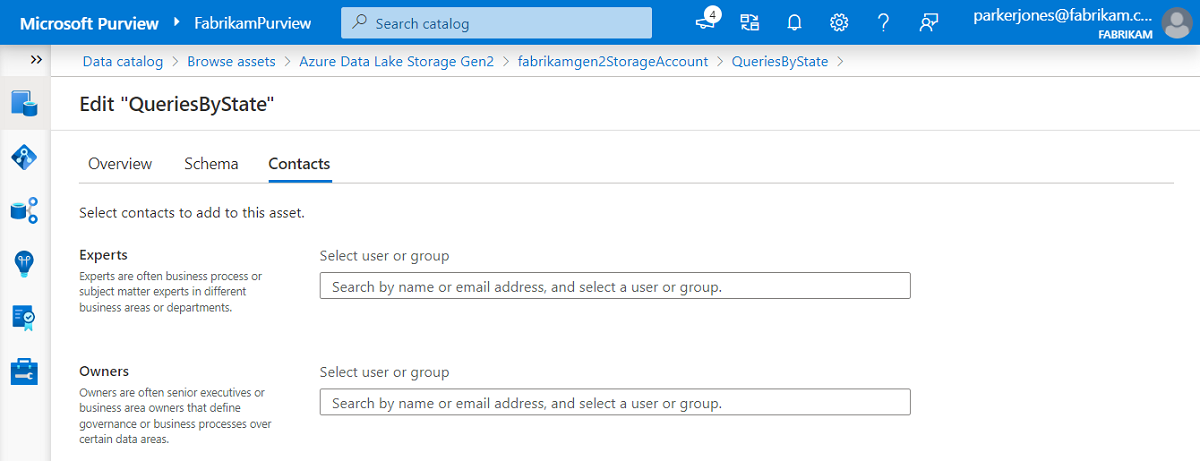 Microsoft Purview FabrikamPurview Search catalog 4 parkerjones@fabrikam.c...
FABRIKAM
Data catalog > Browse assets > Azure Data Lake Storage Gen2 > fabrikamgen2StorageAccount > QueriesByState >
Edit "QueriesByState"
Overview Schema Contacts
Select contacts to add to this asset.
Experts
Experts are often business process or
subject matter experts in different
business areas or departments.
Select user or group
Search by name or email address, and select a user or group.
Owners
Owners are often senior executives or
business area owners that define
governance or business processes over
certain data areas.
Select user or group
Search by name or email address, and select a user or group.